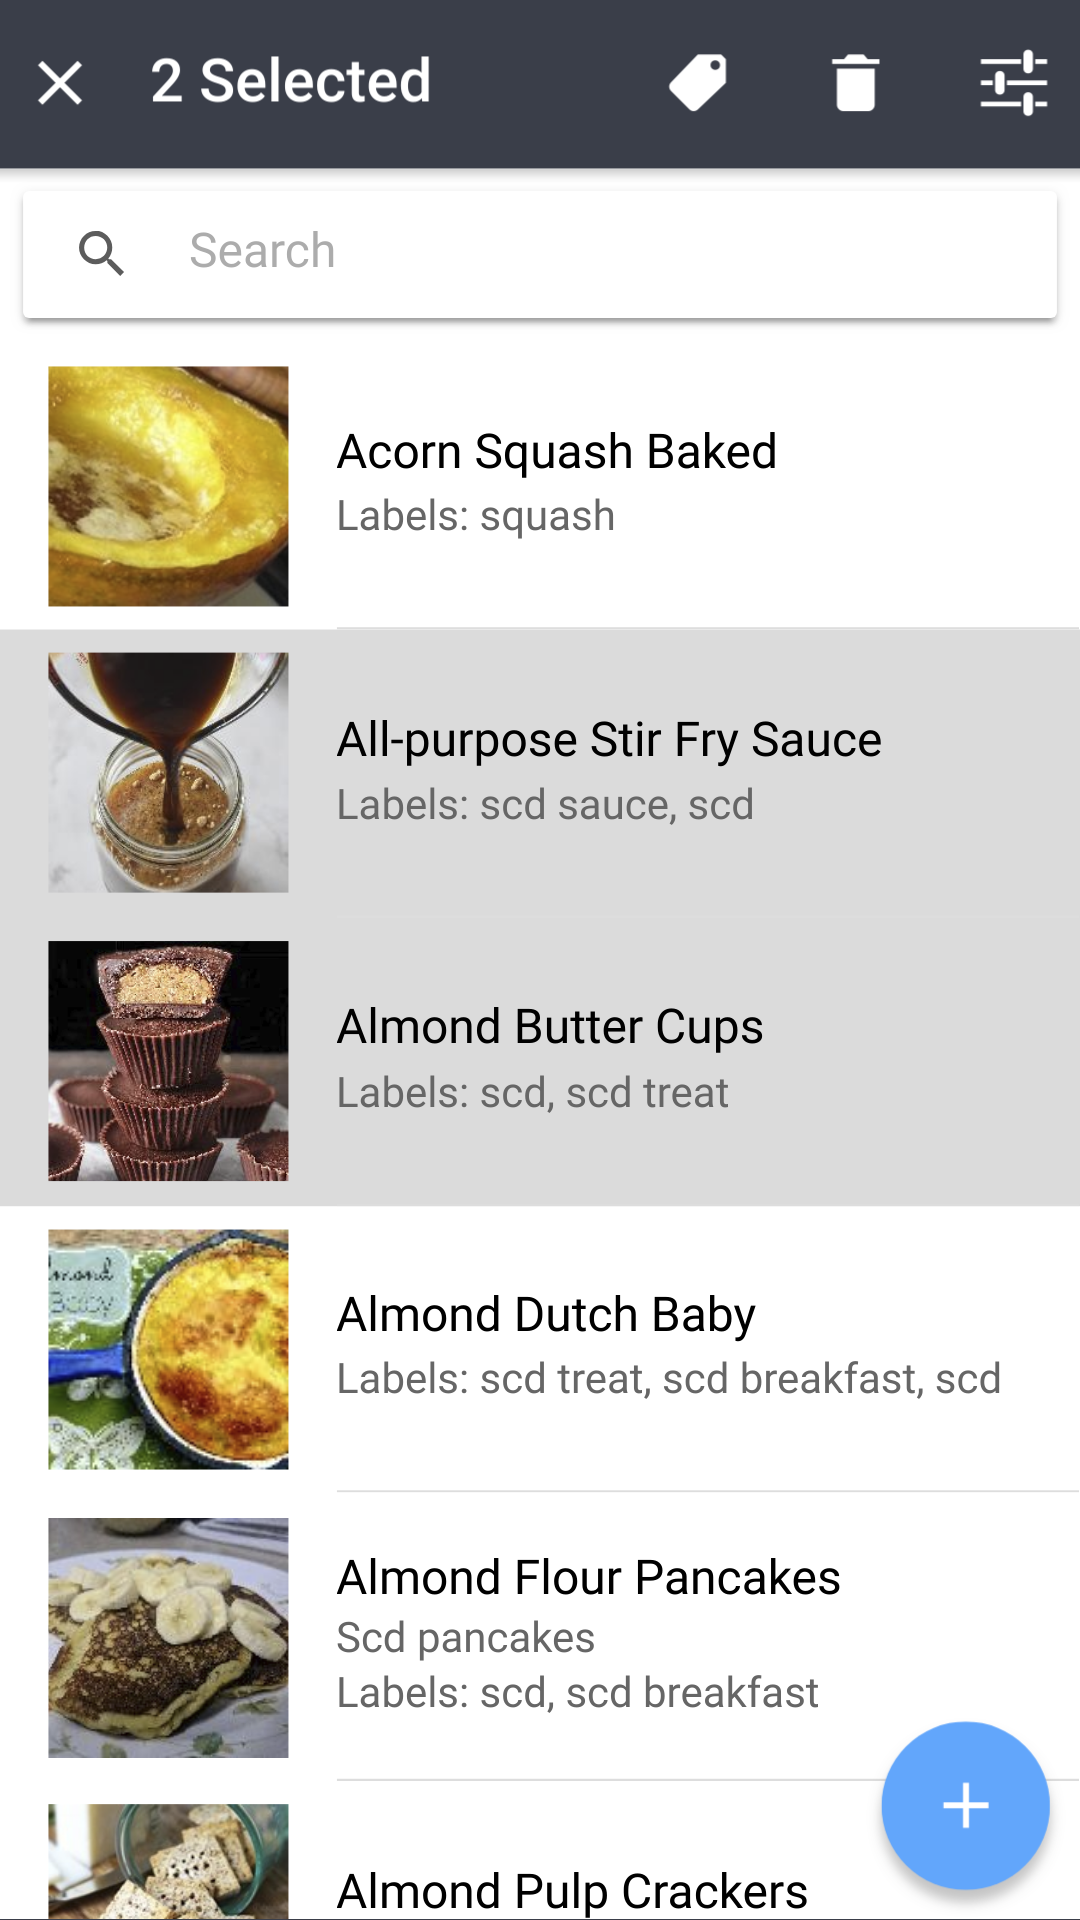 2 Selected
Search
Acorn Squash Baked
Labels: squash
All-purpose Stir Fry Sauce
Labels: scd sauce, scd
Almond Butter Cups
Labels: scd, scd treat
mond
Baby
Almond Dutch Baby
Labels: scd treat, scd breakfast, scd
Almond Flour Pancakes
Scd pancakes
Labels: scd, scd breakfast
Almond Pulp Crackers